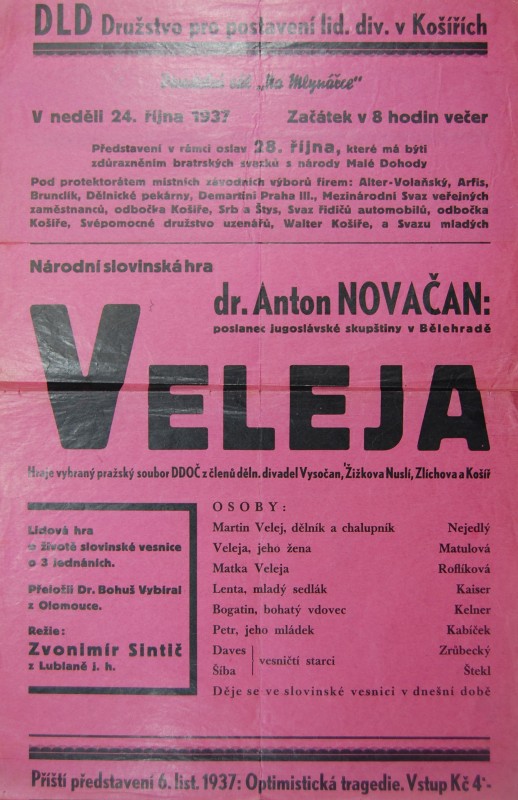 DLD Družstvo pro postavení lid. div. v Košířích
Divadelní sál „Na Mlynářce"
V neděli 24. října 1937 Začátek v 8 hodin večer
Představení v rámci oslav 28. října, které má býti
zdůrazněním bratrských svazků s národy Malé Dohody
Pod protektorátem místních závodních výborů firem: Alter-Volaňský, Arfis,
Brunclík, Dělnické pekárny, Demartini Praha III., Mezinárodní Svaz veřejných
zaměstnanců, odbočka Košíře, Srb a Štys, Svaz řidičů automobilů, odbočka
Košíře, Svépomocné družstvo uzenářů, Walter Košíře, a Svazu mladých
Národní slovinská hra
dr. Anton NOVAČAN:
poslanec jugoslávské skupštiny v Bělehradě
VELEJA
Hraje vybraný pražský soubor DDOČ z členů děln. divadel Vysočan, Žižkova Nuslí, Zlíchova a Košíř
Lidová hra
o životě slovinské vesnice
o 3 jednáních.
Přeložil Dr. Bohuš Vybíral
z Olomouce.
Režie:
Zvonimír Sintič
z Lublaně j. h.
OSOBY:
Martin Velej, dělník a chalupník Nejedlý
Veleja, jeho žena Matulová
Matka Veleja Roflíková
Lenta, mladý sedlák Kaiser
Bogatin, bohatý vdovec Kelner
Petr, jeho mládek Kabíček
Daves vesničtí starci Zrůbecký
Šíba Štekl
Děje se ve slovinské vesnici v dnešní době
Příští představení 6. list. 1937: Optimistická tragedie. Vstup Kč 4·-